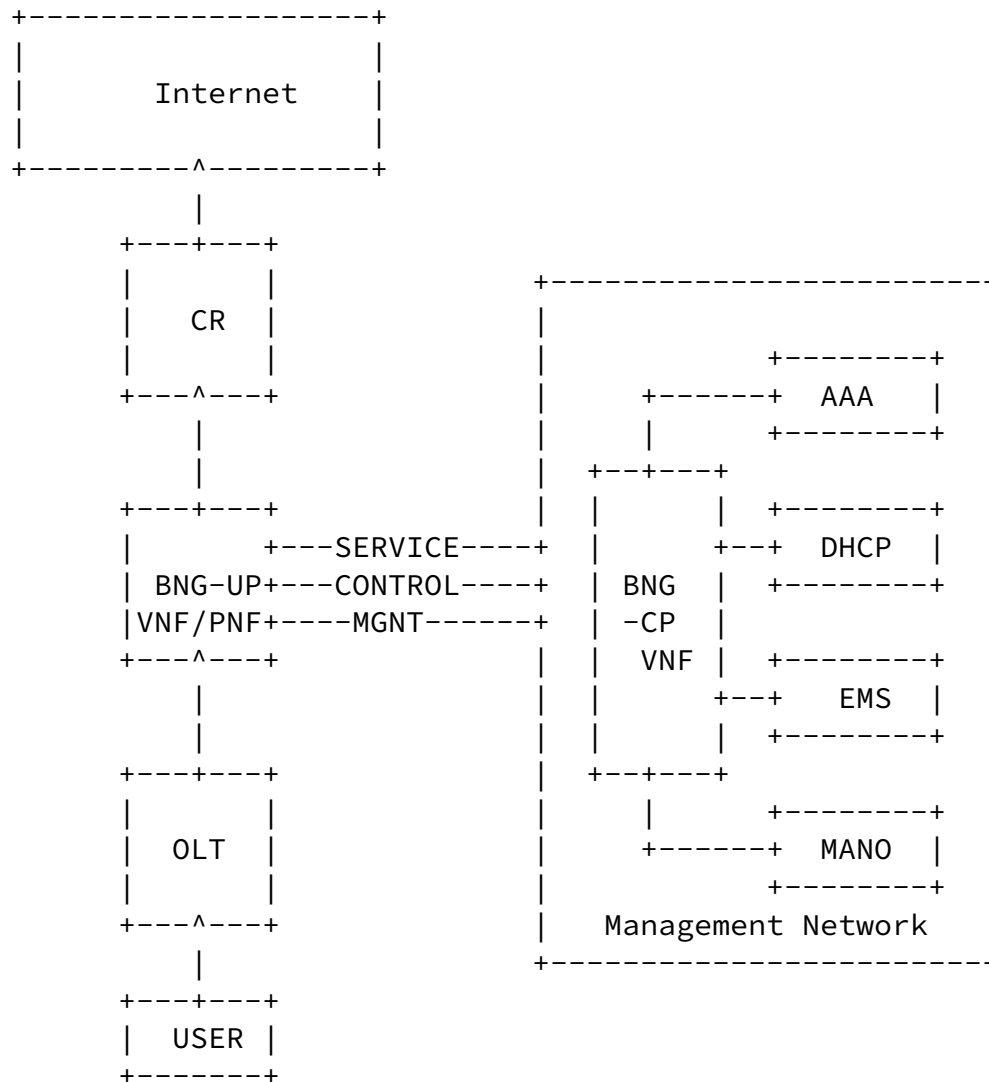 Internet
CR
AAA
SERVICE
DHCP
BNG-UP
CONTROL
BNG
VNF/PNF
MGNT
-CP
VNF
EMS
OLT
MANO
Management Network
USER